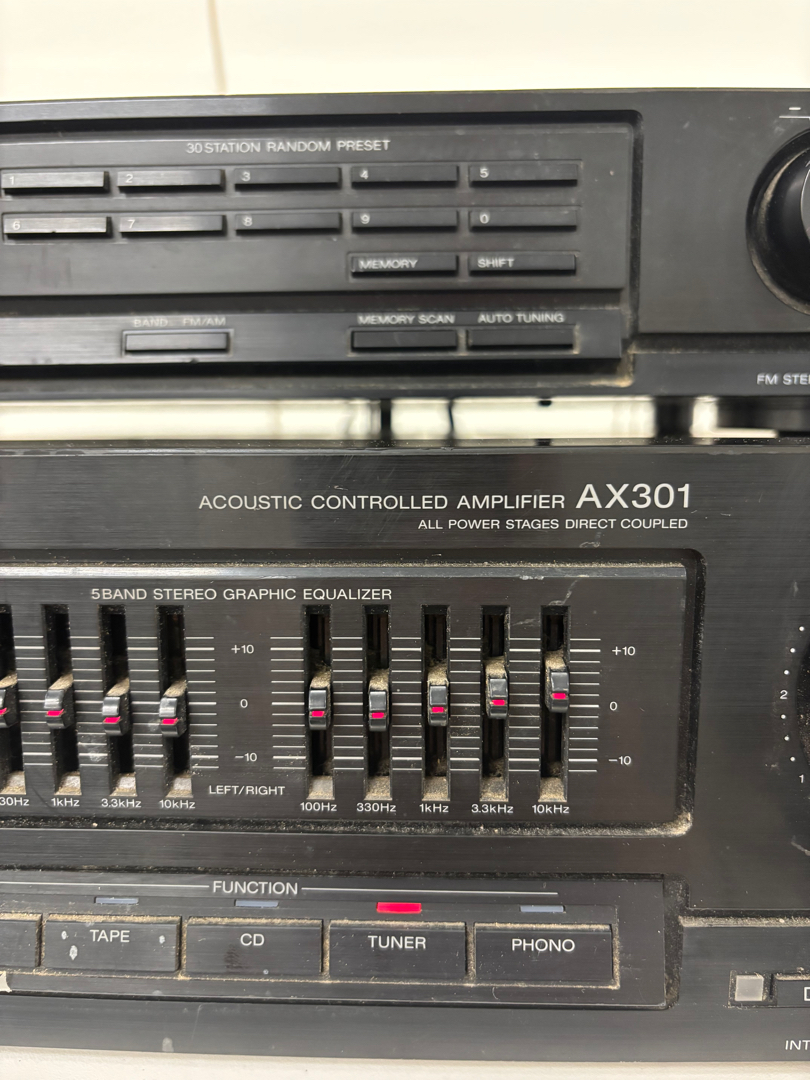 30 STATION RANDOM PRESET
1 2 3 4 5
6 7 8 9 0
MEMORY SHIFT
BAND FM/AM MEMORY SCAN AUTO TUNING
FM STE
ACOUSTIC CONTROLLED AMPLIFIER AX301
ALL POWER STAGES DIRECT COUPLED
5 BAND STEREO GRAPHIC EQUALIZER
+10 +10
0 0 2
-10 -10
1
LEFT/RIGHT
30Hz 1kHz 3.3kHz 10kHz 100Hz 330Hz 1kHz 3.3kHz 10kHz
FUNCTION
TAPE CD TUNER PHONO
INT